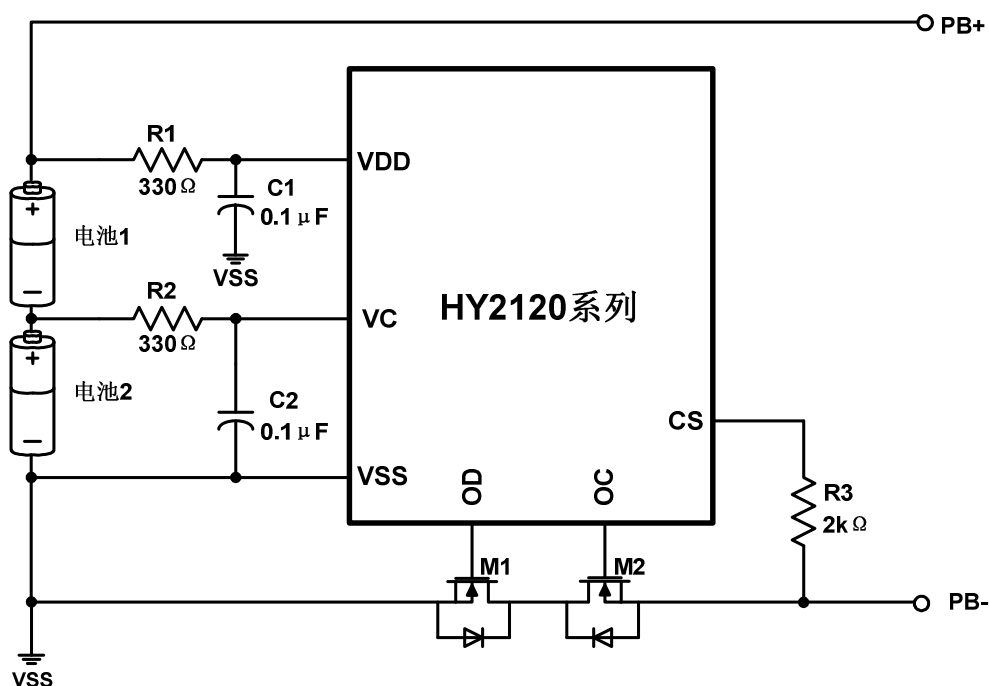 PB+
R1
330Ω
VDD
C1
0.1μF
VSS
+
电池1
−
R2
330Ω
VC
HY2120系列
+
电池2
−
C2
0.1μF
CS
VSS
OD
OC
R3
2kΩ
M1
M2
PB-
VSS